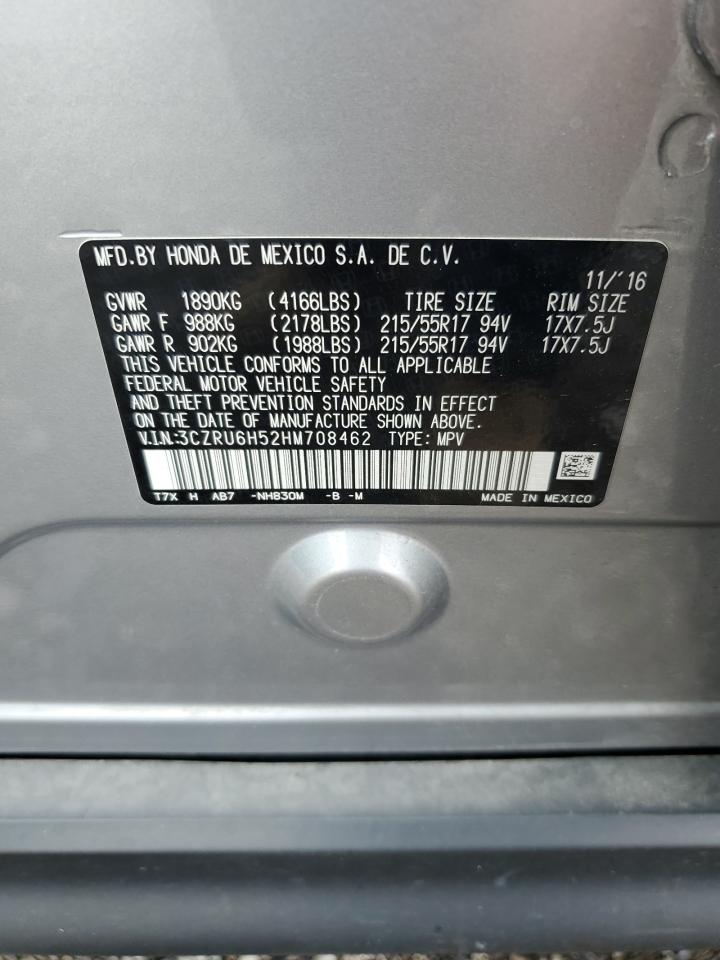 MFD.BY HONDA DE MEXICO S.A. DE C.V.
11/'16
GVWR 1890KG (4166LBS) TIRE SIZE RIM SIZE
GAWR F 988KG (2178LBS) 215/55R17 94V 17X7.5J
GAWR R 902KG (1988LBS) 215/55R17 94V 17X7.5J
THIS VEHICLE CONFORMS TO ALL APPLICABLE
FEDERAL MOTOR VEHICLE SAFETY
AND THEFT PREVENTION STANDARDS IN EFFECT
ON THE DATE OF MANUFACTURE SHOWN ABOVE.
V.I.N:3CZRU6H52HM708462 TYPE: MPV
T7X H AB7 -NH830M -B -M MADE IN MEXICO